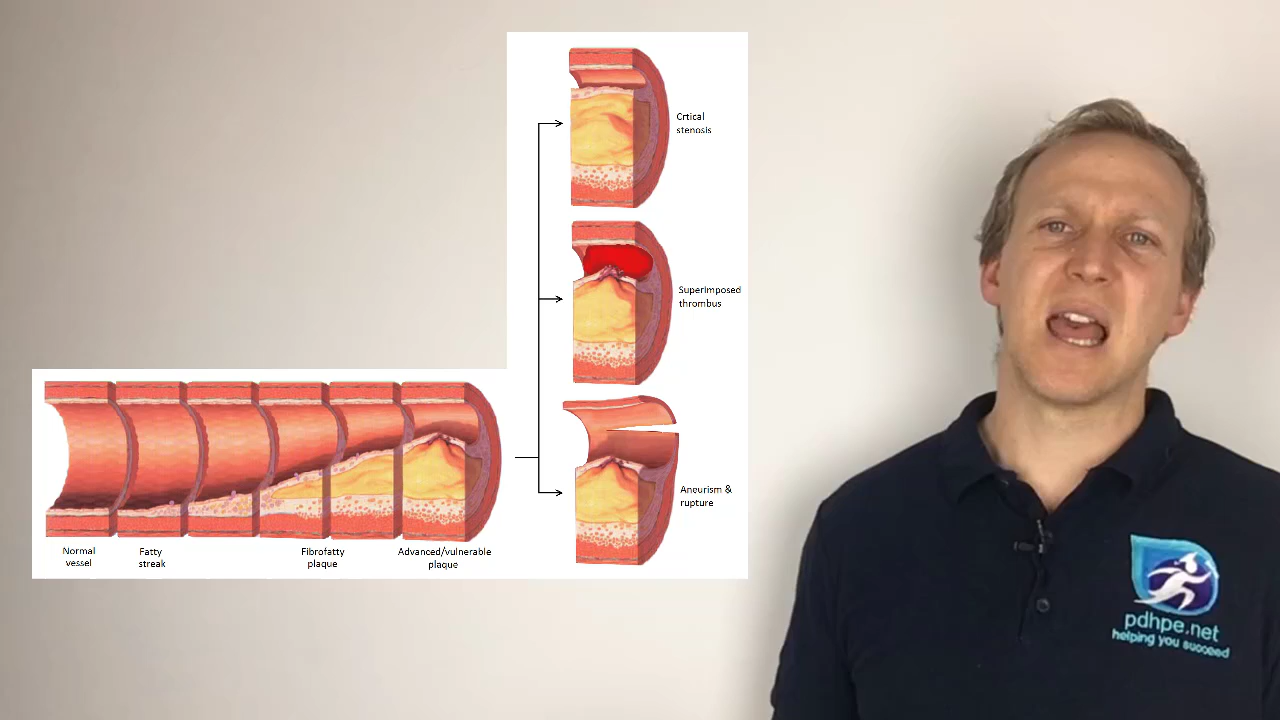 Crtical
stenosis
Superimposed
thrombus
Aneurism &
rupture
Normal
vessel
Fatty
streak
Fibrofatty
plaque
Advanced/vulnerable
plaque
pdhpe.net
helping you succeed